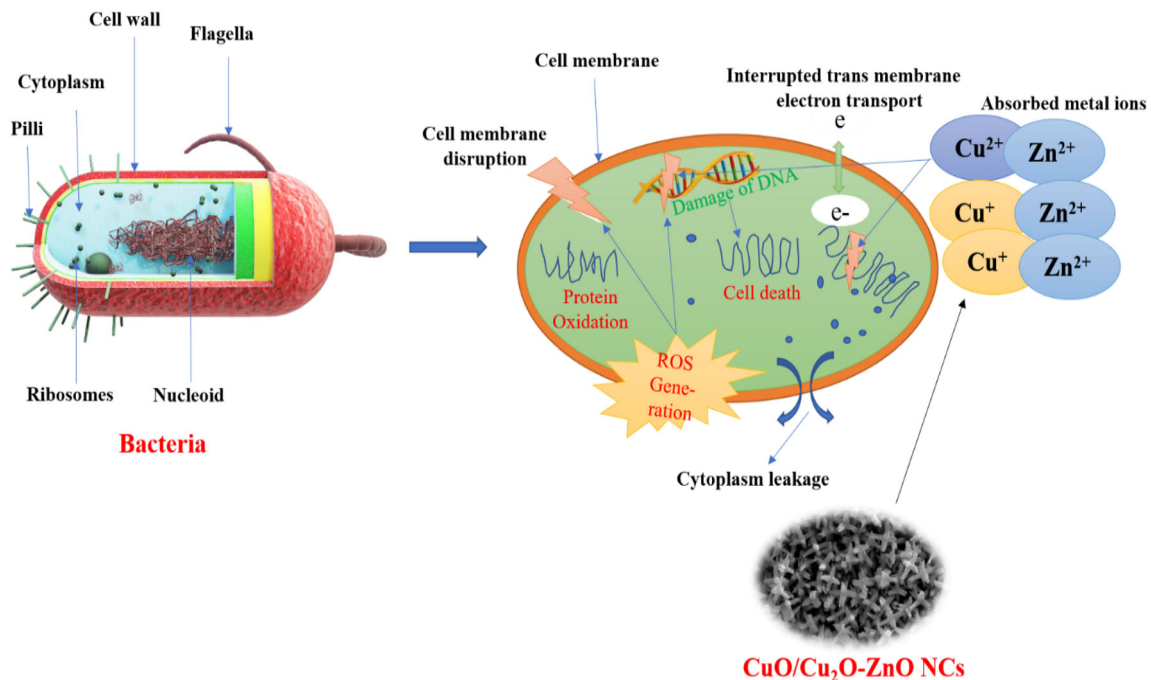 Cell wall
Flagella
Cytoplasm
Pilli
Ribosomes
Nucleoid
Bacteria
Cell membrane
Cell membrane
disruption
Interrupted trans membrane
electron transport
e
e-
Absorbed metal ions
Cu²⁺
Zn²⁺
Cu⁺
Zn²⁺
Cu⁺
Zn²⁺
Damage of DNA
Protein
Oxidation
Cell death
ROS
Gene-
ration
Cytoplasm leakage
CuO/Cu₂O-ZnO NCs